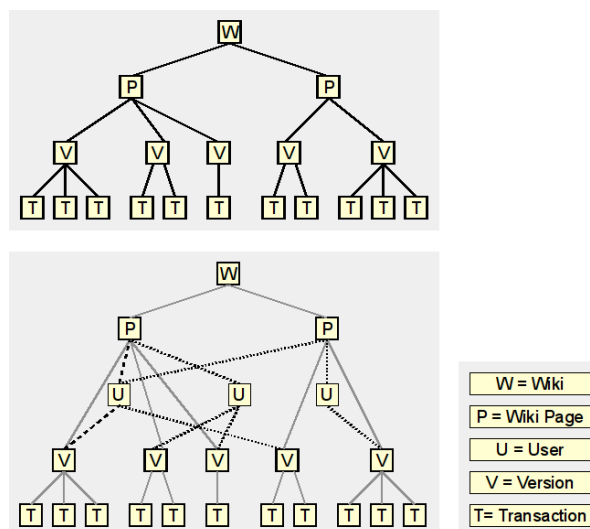 W
P P
V V V V V
T T T T T T T T T T T
W
P P
U U U
V V V V V
T T T T T T T T T T T
W = Wiki
P = Wiki Page
U = User
V = Version
T= Transaction